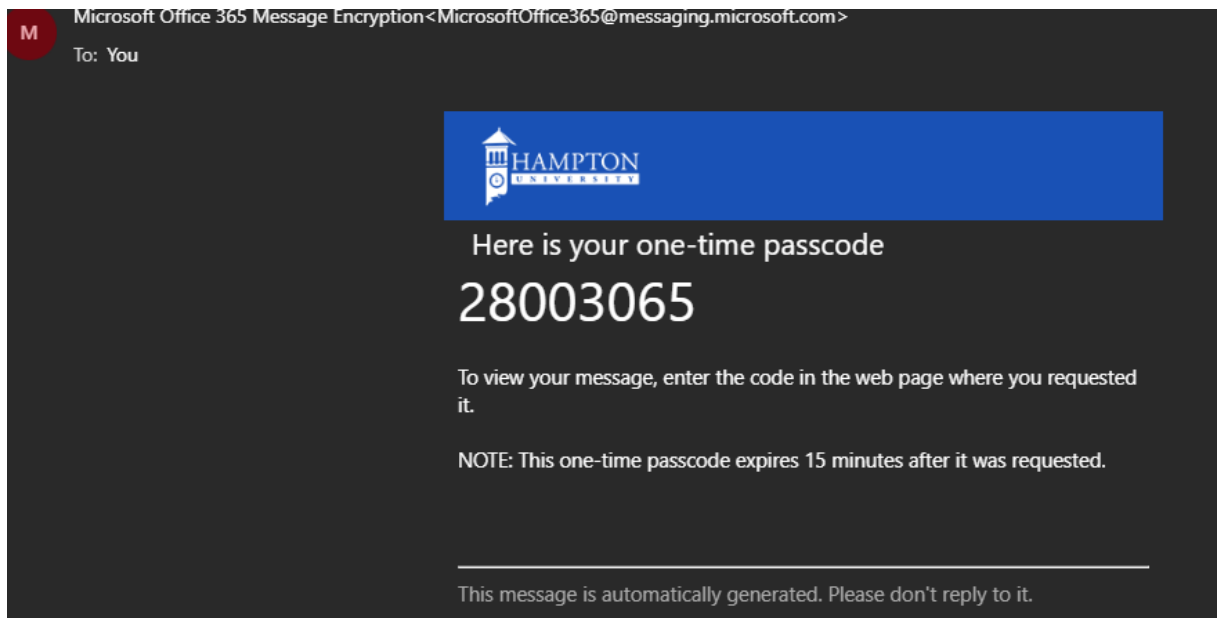 Microsoft Office 365 Message Encryption<MicrosoftOffice365@messaging.microsoft.com>
M
To: You
HAMPTON
UNIVERSITY
Here is your one-time passcode
28003065
To view your message, enter the code in the web page where you requested
it.
NOTE: This one-time passcode expires 15 minutes after it was requested.
This message is automatically generated. Please don't reply to it.